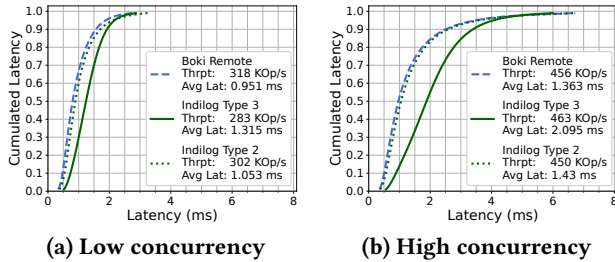 Cumulated Latency
1.0
0.9
0.8
0.7
0.6
0.5
0.4
0.3
0.2
0.1
0.0
Boki Remote
Thrpt: 318 KOp/s
Avg Lat: 0.951 ms
Indilog Type 3
Thrpt: 283 KOp/s
Avg Lat: 1.315 ms
Indilog Type 2
Thrpt: 302 KOp/s
Avg Lat: 1.053 ms
0 2 4 6 8
Latency (ms)
(a) Low concurrency
Cumulated Latency
1.0
0.9
0.8
0.7
0.6
0.5
0.4
0.3
0.2
0.1
0.0
Boki Remote
Thrpt: 456 KOp/s
Avg Lat: 1.363 ms
Indilog Type 3
Thrpt: 463 KOp/s
Avg Lat: 2.095 ms
Indilog Type 2
Thrpt: 450 KOp/s
Avg Lat: 1.43 ms
0 2 4 6 8
Latency (ms)
(b) High concurrency